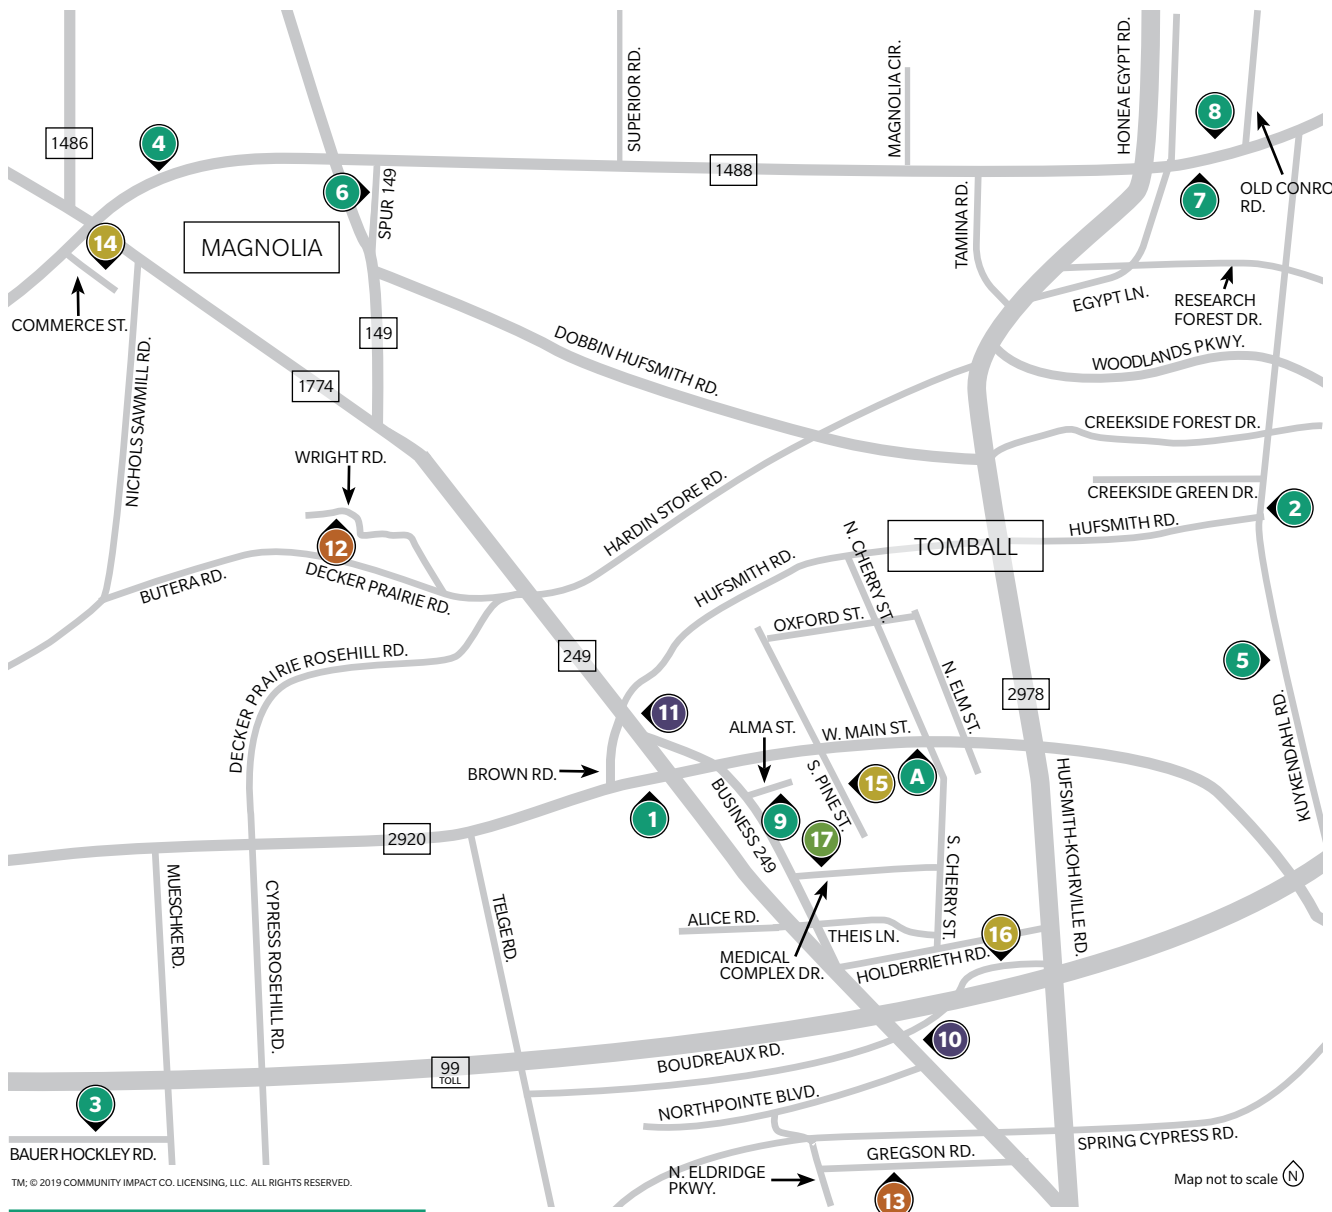 SUPERIOR RD.
MAGNOLIA CIR.
HONEA EGYPT RD.
1486
4
8
1488
6
SPUR 149
TAMINA RD.
7
OLD CONRO
RD.
14
MAGNOLIA
COMMERCE ST.
EGYPT LN.
RESEARCH
FOREST DR.
149
DOBBIN HUFSMITH RD.
WOODLANDS PKWY.
1774
NICHOLS SAWMILL RD.
CREEKSIDE FOREST DR.
WRIGHT RD.
HARDIN STORE RD.
CREEKSIDE GREEN DR.
2
HUFSMITH RD.
N. CHERRY ST.
TOMBALL
12
HUFSMITH RD.
BUTERA RD.
DECKER PRAIRIE RD.
OXFORD ST.
DECKER PRAIRIE ROSEHILL RD.
249
N. ELM ST.
5
2978
11
ALMA ST.
W. MAIN ST.
KUYKENDAHL RD.
BROWN RD.
S. PINE ST.
15
A
HUFSMITH-KOHRVILLE RD.
1
BUSINESS 249
9
17
2920
MUESCHKE RD.
CYPRESS ROSEHILL RD.
TELGE RD.
S. CHERRY ST.
ALICE RD.
THEIS LN.
16
MEDICAL
COMPLEX DR.
HOLDERRIETH RD.
10
BOUDREAUX RD.
99
TOLL
3
NORTHPOINTE BLVD.
BAUER HOCKLEY RD.
SPRING CYPRESS RD.
GREGSON RD.
N. ELDRIDGE
PKWY.
13
TM; © 2019 COMMUNITY IMPACT CO. LICENSING, LLC. ALL RIGHTS RESERVED.
Map not to scale N